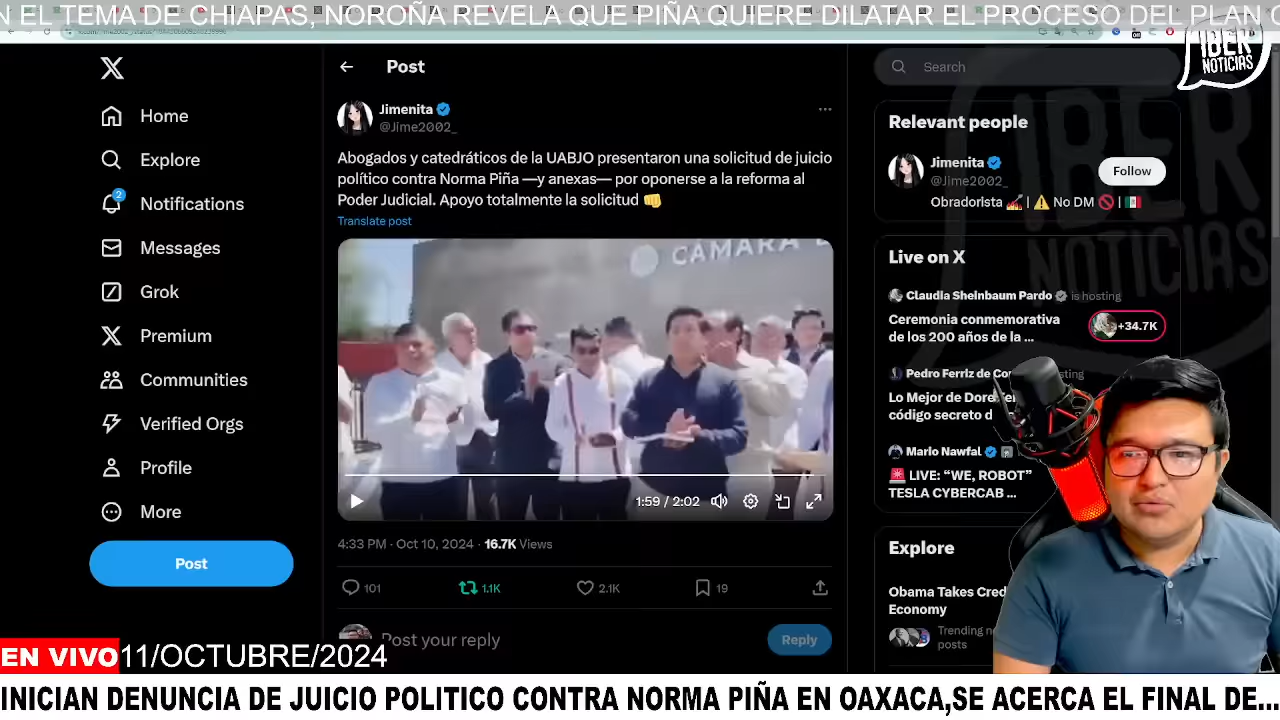 N EL TEMA DE CHIAPAS, NOROÑA REVELA QUE PIÑA QUIERE DILATAR EL PROCESO DEL PLAN
IBER
NOTICIAS
Home
Explore
2
Notifications
Messages
Grok
Premium
Communities
Verified Orgs
Profile
More
Post
Post
Jimenita
@Jime2002_
Abogados y catedráticos de la UABJO presentaron una solicitud de juicio
político contra Norma Piña —y anexas— por oponerse a la reforma al
Poder Judicial. Apoyo totalmente la solicitud 👊
Translate post
CÁMARA
1:59 / 2:02
4:33 PM · Oct 10, 2024 · 16.7K Views
101 1.1K 2.1K 19
Post your reply
Reply
Search
IBER
NOTICIAS
Relevant people
Jimenita
@Jime2002_
Follow
Obradorista 🌋 | ⚠️ No DM 🚫 | 🇲🇽
Live on X
Claudia Sheinbaum Pardo is hosting
Ceremonia conmemorativa
de los 200 años de la ...
+34.7K
Pedro Ferriz de Co
Lo Mejor de
código secreto d
Mario Nawfal
🚨 LIVE: “WE, ROBOT”
TESLA CYBERCAB ...
Explore
Obama Takes Cred
Economy
Trending
posts
EN VIVO 11/OCTUBRE/2024
INICIAN DENUNCIA DE JUICIO POLITICO CONTRA NORMA PIÑA EN OAXACA,SE ACERCA EL FINAL DE...